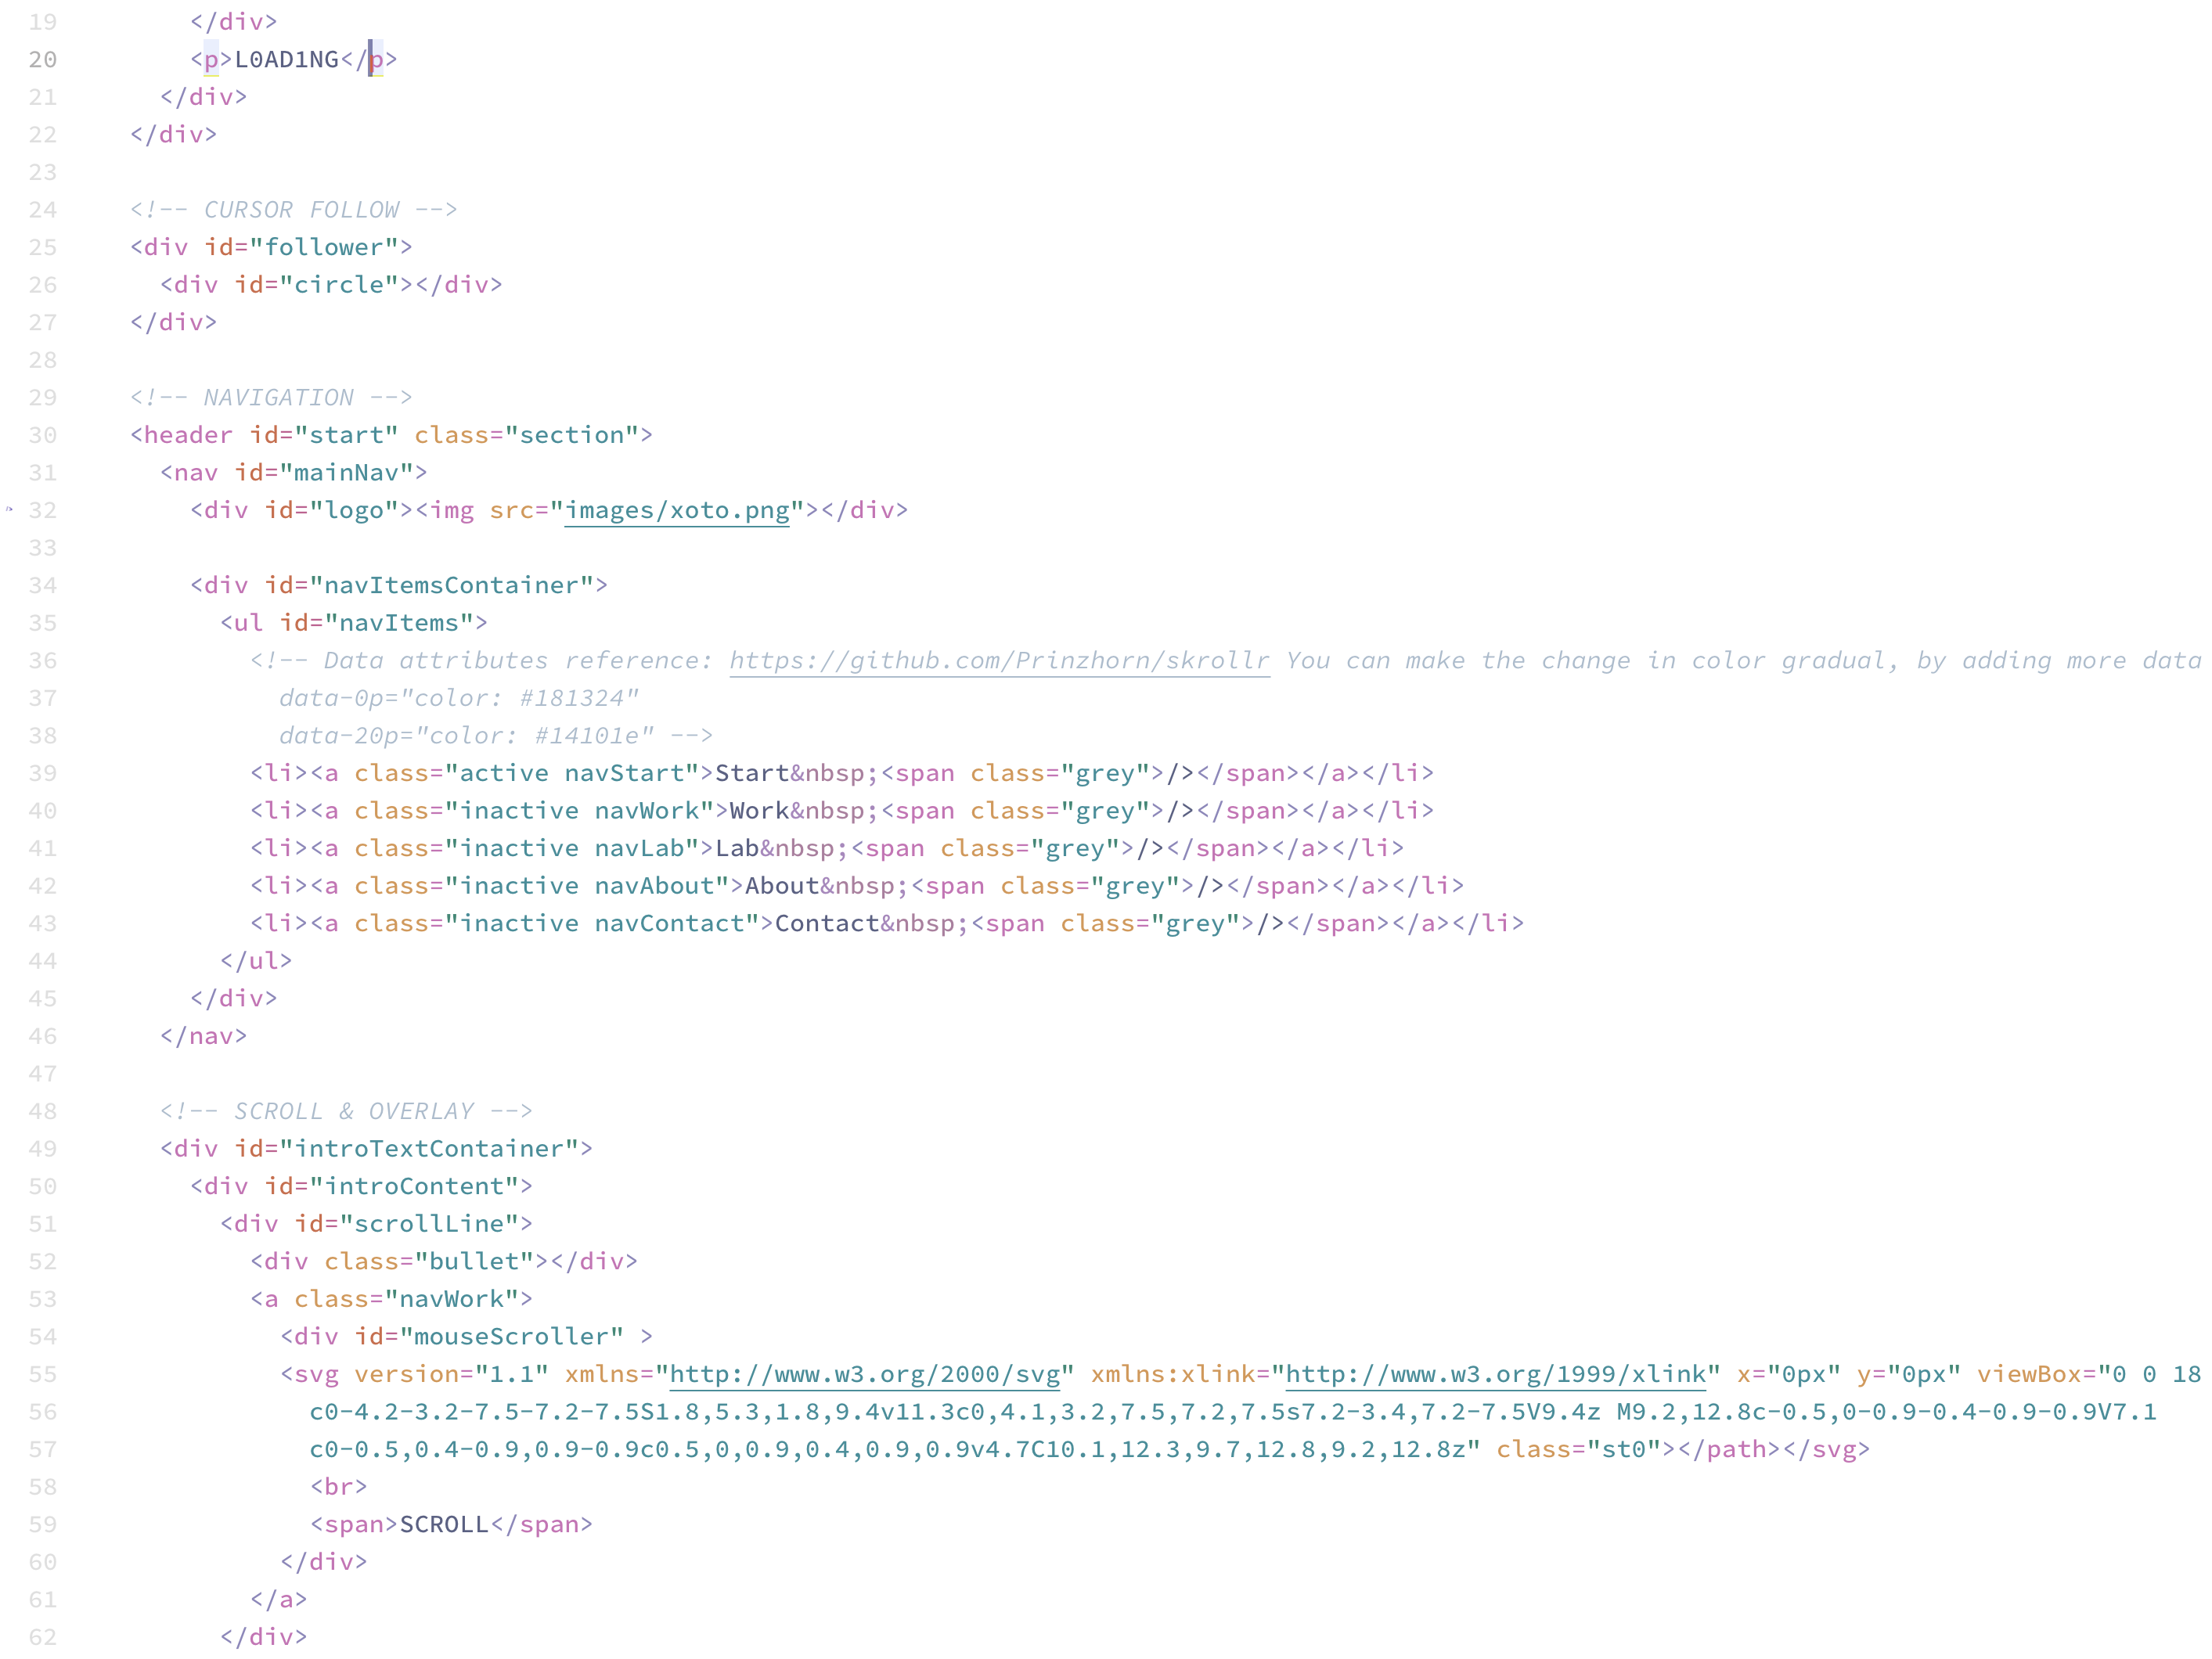 19 </div>
20 <p>L0AD1NG</p>
21 </div>
22 </div>
23
24 <!-- CURSOR FOLLOW -->
25 <div id="follower">
26 <div id="circle"></div>
27 </div>
28
29 <!-- NAVIGATION -->
30 <header id="start" class="section">
31 <nav id="mainNav">
32 <div id="logo"><img src="images/xoto.png"></div>
33
34 <div id="navItemsContainer">
35 <ul id="navItems">
36 <!-- Data attributes reference: https://github.com/Prinzhorn/skrollr You can make the change in color gradual, by adding more data
37 data-0p="color: #181324"
38 data-20p="color: #14101e" -->
39 <li><a class="active navStart">Start&nbsp;<span class="grey">/></span></a></li>
40 <li><a class="inactive navWork">Work&nbsp;<span class="grey">/></span></a></li>
41 <li><a class="inactive navLab">Lab&nbsp;<span class="grey">/></span></a></li>
42 <li><a class="inactive navAbout">About&nbsp;<span class="grey">/></span></a></li>
43 <li><a class="inactive navContact">Contact&nbsp;<span class="grey">/></span></a></li>
44 </ul>
45 </div>
46 </nav>
47
48 <!-- SCROLL & OVERLAY -->
49 <div id="introTextContainer">
50 <div id="introContent">
51 <div id="scrollLine">
52 <div class="bullet"></div>
53 <a class="navWork">
54 <div id="mouseScroller" >
55 <svg version="1.1" xmlns="http://www.w3.org/2000/svg" xmlns:xlink="http://www.w3.org/1999/xlink" x="0px" y="0px" viewBox="0 0 18
56 c0-4.2-3.2-7.5-7.2-7.5S1.8,5.3,1.8,9.4v11.3c0,4.1,3.2,7.5,7.2,7.5s7.2-3.4,7.2-7.5V9.4z M9.2,12.8c-0.5,0-0.9-0.4-0.9-0.9V7.1
57 c0-0.5,0.4-0.9,0.9-0.9c0.5,0,0.9,0.4,0.9,0.9v4.7C10.1,12.3,9.7,12.8,9.2,12.8z" class="st0"></path></svg>
58 <br>
59 <span>SCROLL</span>
60 </div>
61 </a>
62 </div>